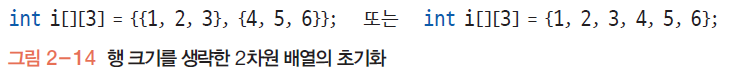 int i[][3] = {{1, 2, 3}, {4, 5, 6}}; 또는 int i[][3] = {1, 2, 3, 4, 5, 6};
그림 2-14 행 크기를 생략한 2차원 배열의 초기화